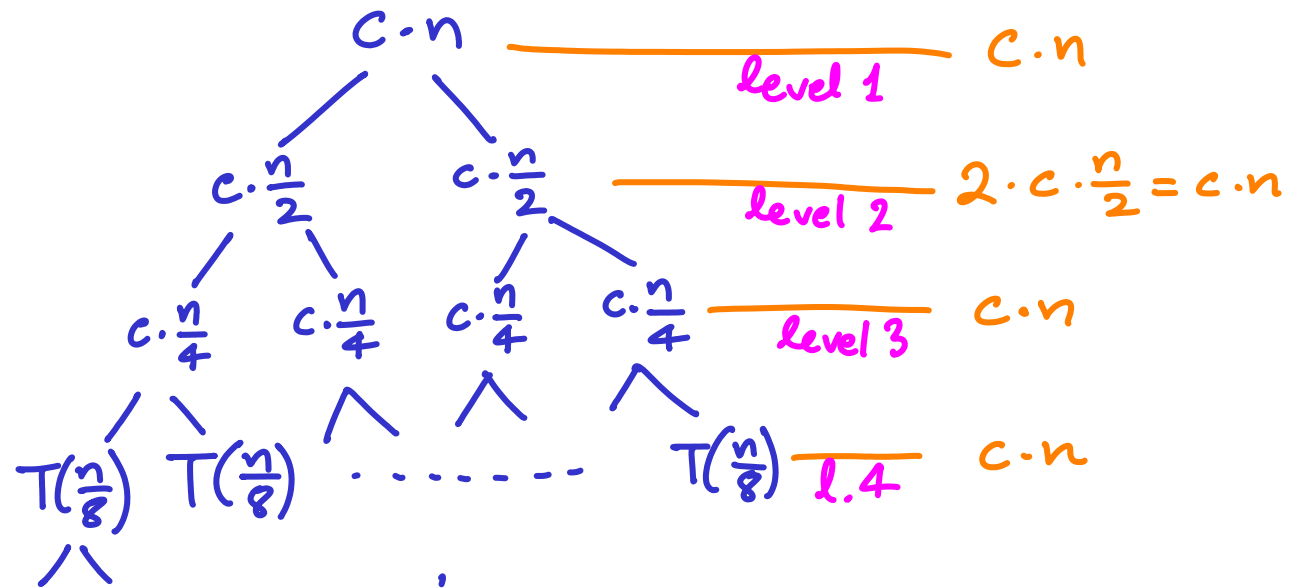 c · n level 1 c · n
c · n/2 c · n/2 level 2 2 · c · n/2 = c · n
c · n/4 c · n/4 c · n/4 c · n/4 level 3 c · n
T(n/8) T(n/8) . . . . . . . T(n/8) l.4 c · n